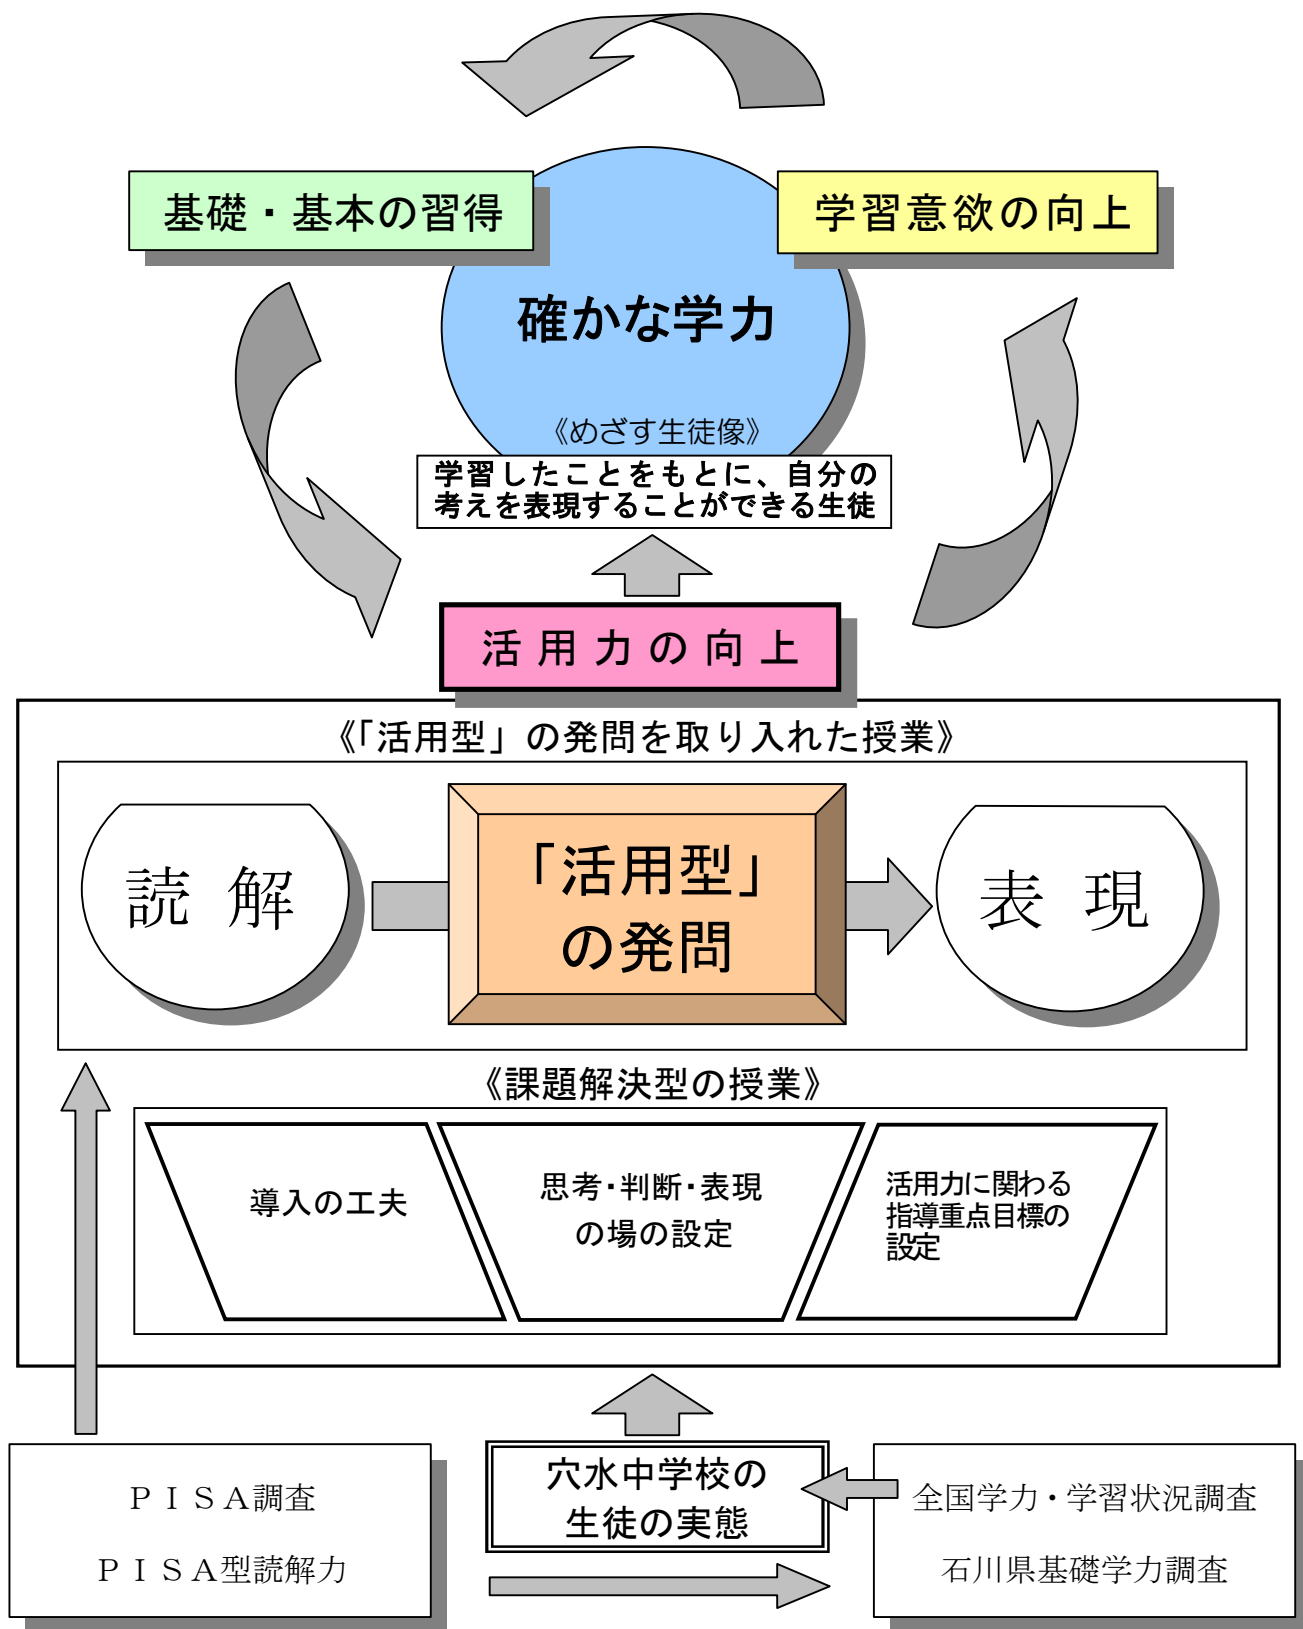 基礎・基本の習得
学習意欲の向上
確かな学力
《めざす生徒像》
学習したことをもとに、自分の
考えを表現することができる生徒
活用力の向上
《「活用型」の発問を取り入れた授業》
読解
「活用型」
の発問
表現
《課題解決型の授業》
導入の工夫
思考・判断・表現
の場の設定
活用力に関わる
指導重点目標の
設定
ＰＩＳＡ調査
ＰＩＳＡ型読解力
穴水中学校の
生徒の実態
全国学力・学習状況調査
石川県基礎学力調査